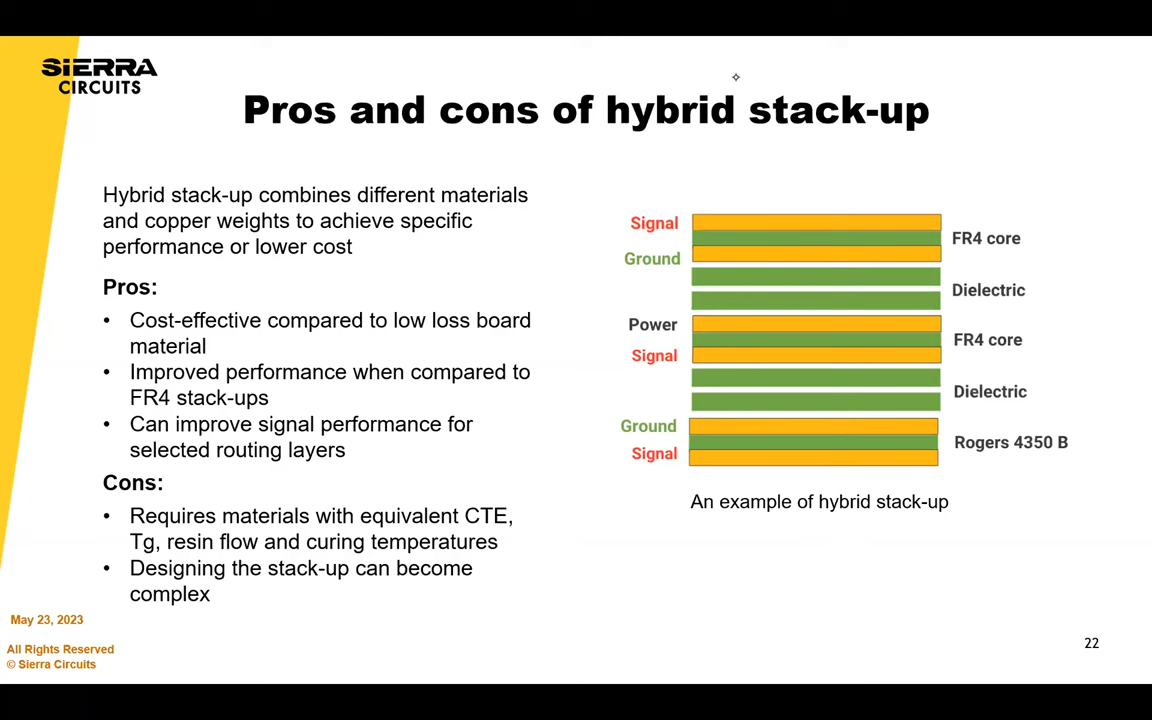 SIERRA
CIRCUITS
Pros and cons of hybrid stack-up
Hybrid stack-up combines different materials
and copper weights to achieve specific
performance or lower cost
Pros:
• Cost-effective compared to low loss board
material
• Improved performance when compared to
FR4 stack-ups
• Can improve signal performance for
selected routing layers
Cons:
• Requires materials with equivalent CTE,
Tg, resin flow and curing temperatures
• Designing the stack-up can become
complex
Signal
FR4 core
Ground
Dielectric
Power
FR4 core
Signal
Dielectric
Ground
Rogers 4350 B
Signal
An example of hybrid stack-up
May 23, 2023
All Rights Reserved
© Sierra Circuits
22